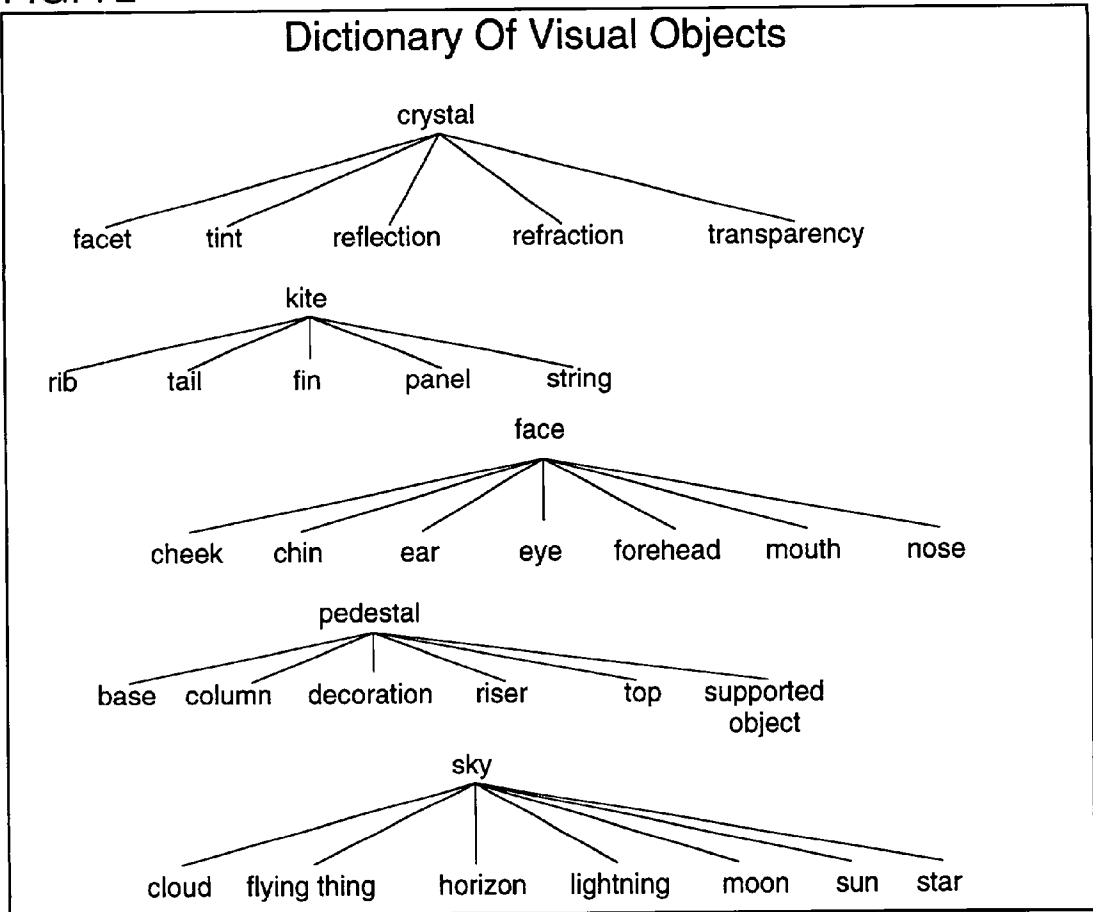 Dictionary Of Visual Objects
crystal
facet tint reflection refraction transparency
kite
rib tail fin panel string
face
cheek chin ear eye forehead mouth nose
pedestal
base column decoration riser top supported
object
sky
cloud flying thing horizon lightning moon sun star